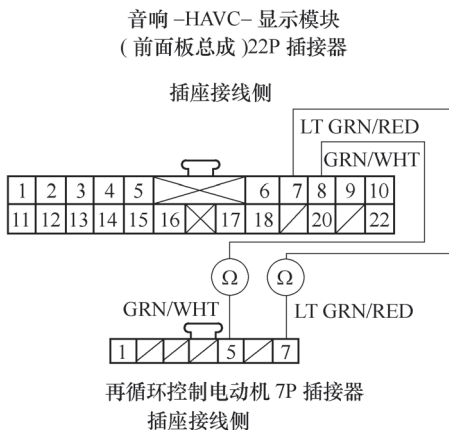 音响 –HAVC– 显示模块
( 前面板总成 )22P 插接器
插座接线侧
LT GRN/RED
GRN/WHT
1 2 3 4 5 6 7 8 9 10
11 12 13 14 15 16 17 18 20 22
Ω Ω
GRN/WHT LT GRN/RED
1 5 7
再循环控制电动机 7P 插接器
插座接线侧